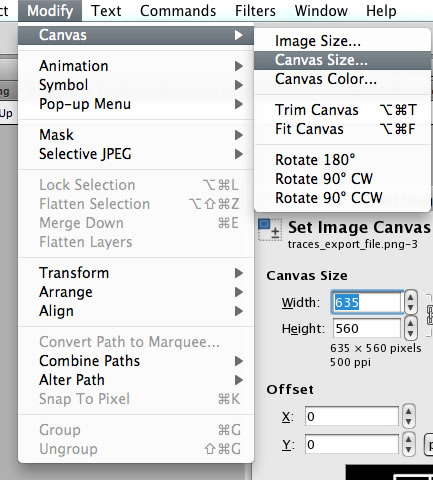 ct Modify Text Commands Filters Window Help
ng
Up
Canvas
Animation
Symbol
Pop-up Menu
Mask
Selective JPEG
Lock Selection ⌥⌘L
Flatten Selection ⌥⇧⌘Z
Merge Down ⌘E
Flatten Layers
Transform
Arrange
Align
Convert Path to Marquee...
Combine Paths
Alter Path
Snap To Pixel ⌘K
Group ⌘G
Ungroup ⇧⌘G
Image Size...
Canvas Size...
Canvas Color...
Trim Canvas ⌥⌘T
Fit Canvas ⌥⌘F
Rotate 180°
Rotate 90° CW
Rotate 90° CCW
Set Image Canvas
traces_export_file.png-3
Canvas Size
Width: 635
Height: 560
635 × 560 pixels
500 ppi
Offset
X: 0
Y: 0
p